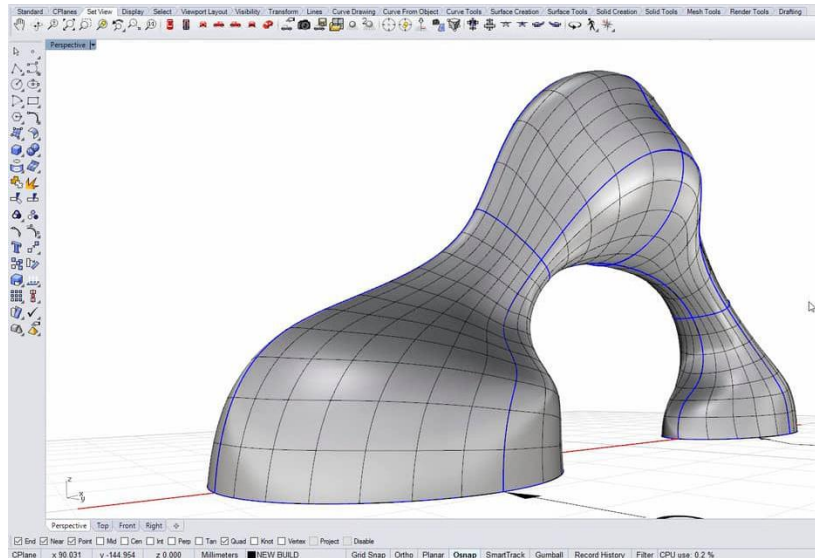 Standard CPlanes Set View Display Select Viewport Layout Visibility Transform Lines Curve Drawing Curve From Object Curve Tools Surface Creation Surface Tools Solid Creation Solid Tools Mesh Tools Render Tools Drafting
Perspective
z
x
y
Perspective Top Front Right
End Near Point Mid Cen Int Perp Tan Quad Knot Vertex Project Disable
CPlane x 90.031 y -144.954 z 0.000 Millimeters NEW BUILD Grid Snap Ortho Planar Osnap SmartTrack Gumball Record History Filter CPU use: 0.2 %